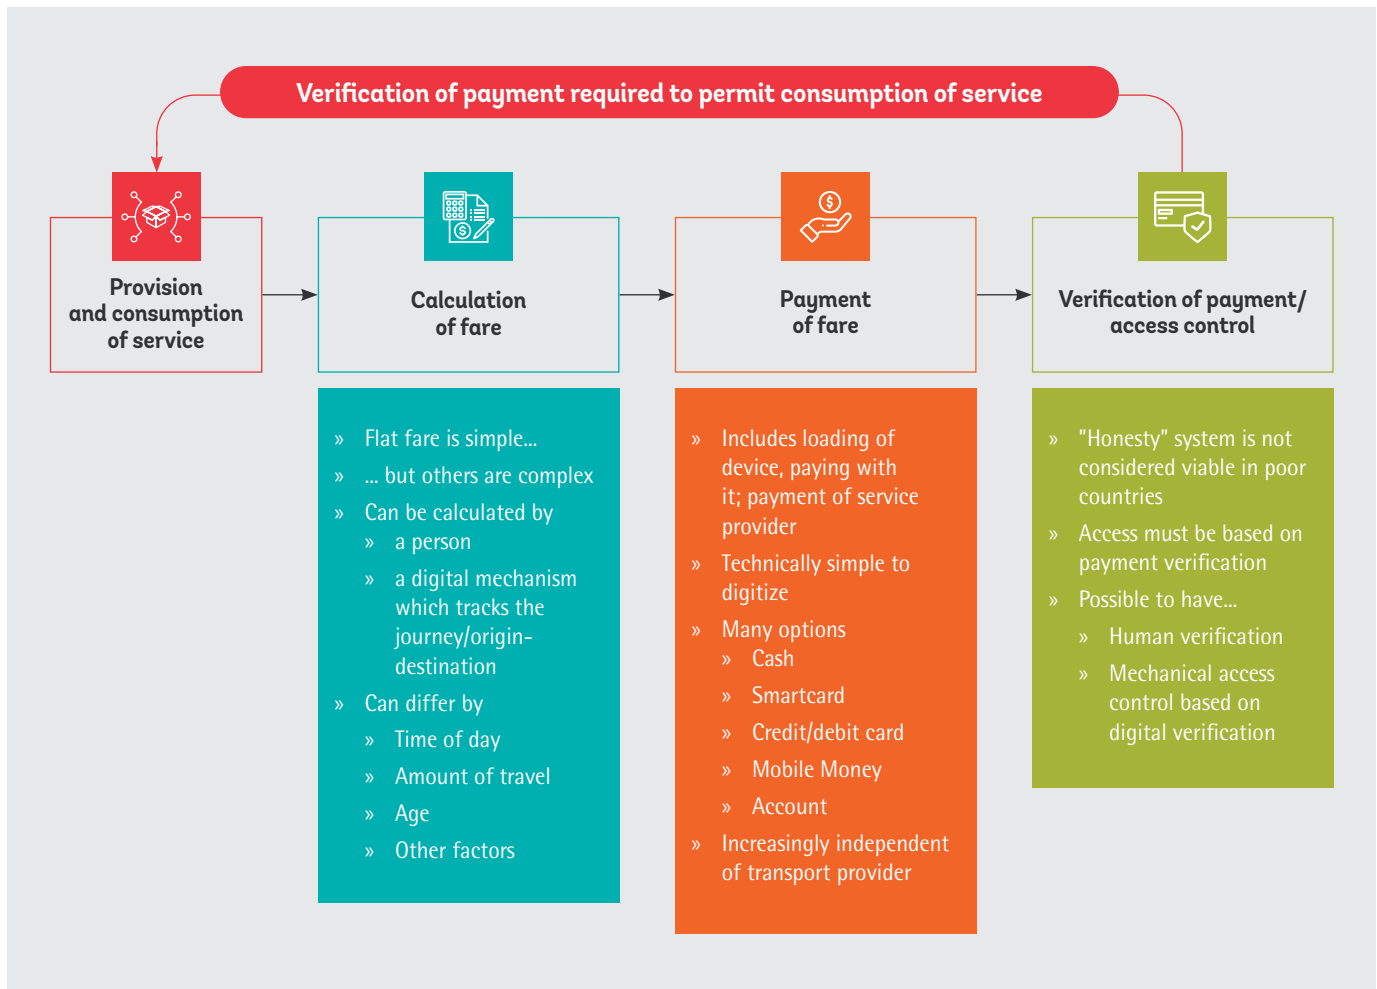 Verification of payment required to permit consumption of service
Provision
and consumption
of service
Calculation
of fare
Payment
of fare
Verification of payment/
access control
» Flat fare is simple...
» ... but others are complex
» Can be calculated by
» a person
» a digital mechanism
which tracks the
journey/origin-
destination
» Can differ by
» Time of day
» Amount of travel
» Age
» Other factors
» Includes loading of
device, paying with
it; payment of service
provider
» Technically simple to
digitize
» Many options
» Cash
» Smartcard
» Credit/debit card
» Mobile Money
» Account
» Increasingly independent
of transport provider
» "Honesty" system is not
considered viable in poor
countries
» Access must be based on
payment verification
» Possible to have...
» Human verification
» Mechanical access
control based on
digital verification